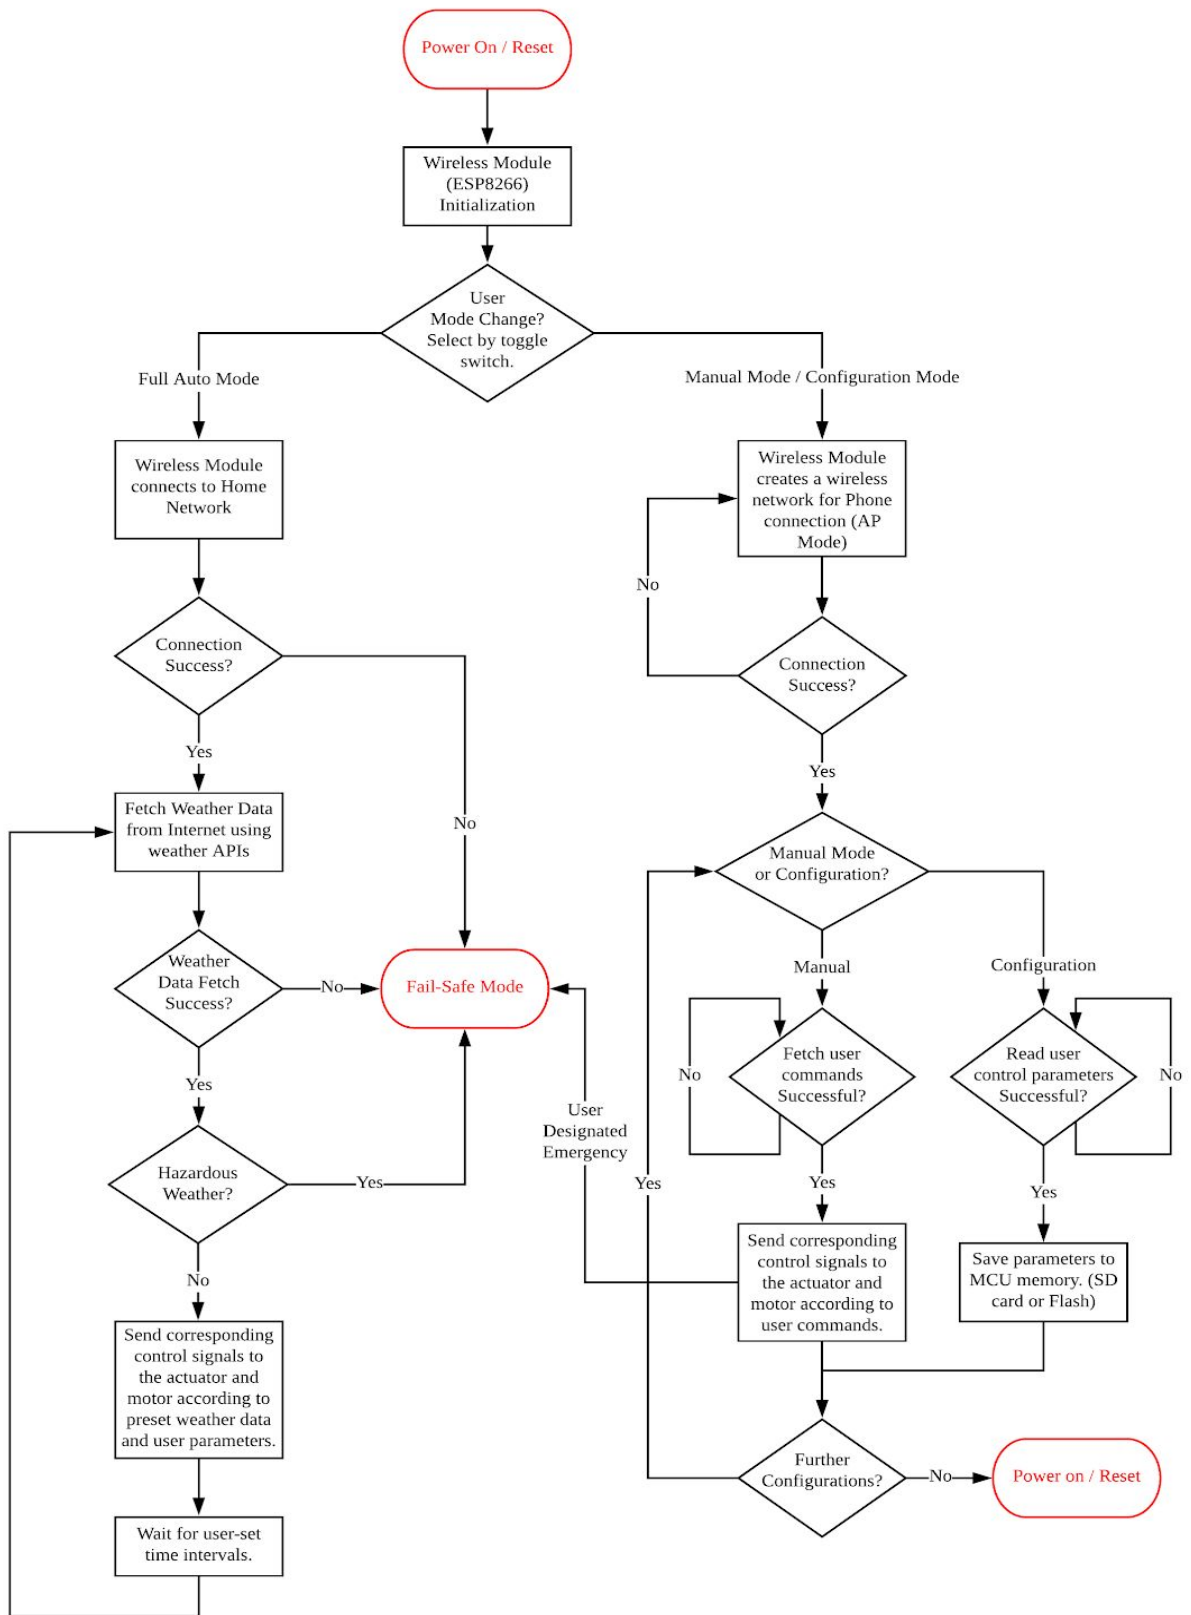 Power On / Reset
Wireless Module
(ESP8266)
Initialization
User
Mode Change?
Select by toggle
switch.
Full Auto Mode
Manual Mode / Configuration Mode
Wireless Module
connects to Home
Network
Wireless Module
creates a wireless
network for Phone
connection (AP
Mode)
No
Connection
Success?
Connection
Success?
Yes
Yes
Fetch Weather Data
from Internet using
weather APIs
No
Manual Mode
or Configuration?
Weather
Data Fetch
Success?
No
Fail-Safe Mode
Manual
Configuration
Fetch user
commands
Successful?
No
Read user
control parameters
Successful?
No
Yes
User
Designated
Emergency
Hazardous
Weather?
Yes
Yes
Yes
Yes
No
Send corresponding
control signals to
the actuator and
motor according to
user commands.
Save parameters to
MCU memory. (SD
card or Flash)
Send corresponding
control signals to
the actuator and
motor according to
preset weather data
and user parameters.
Further
Configurations?
No
Power on / Reset
Wait for user-set
time intervals.